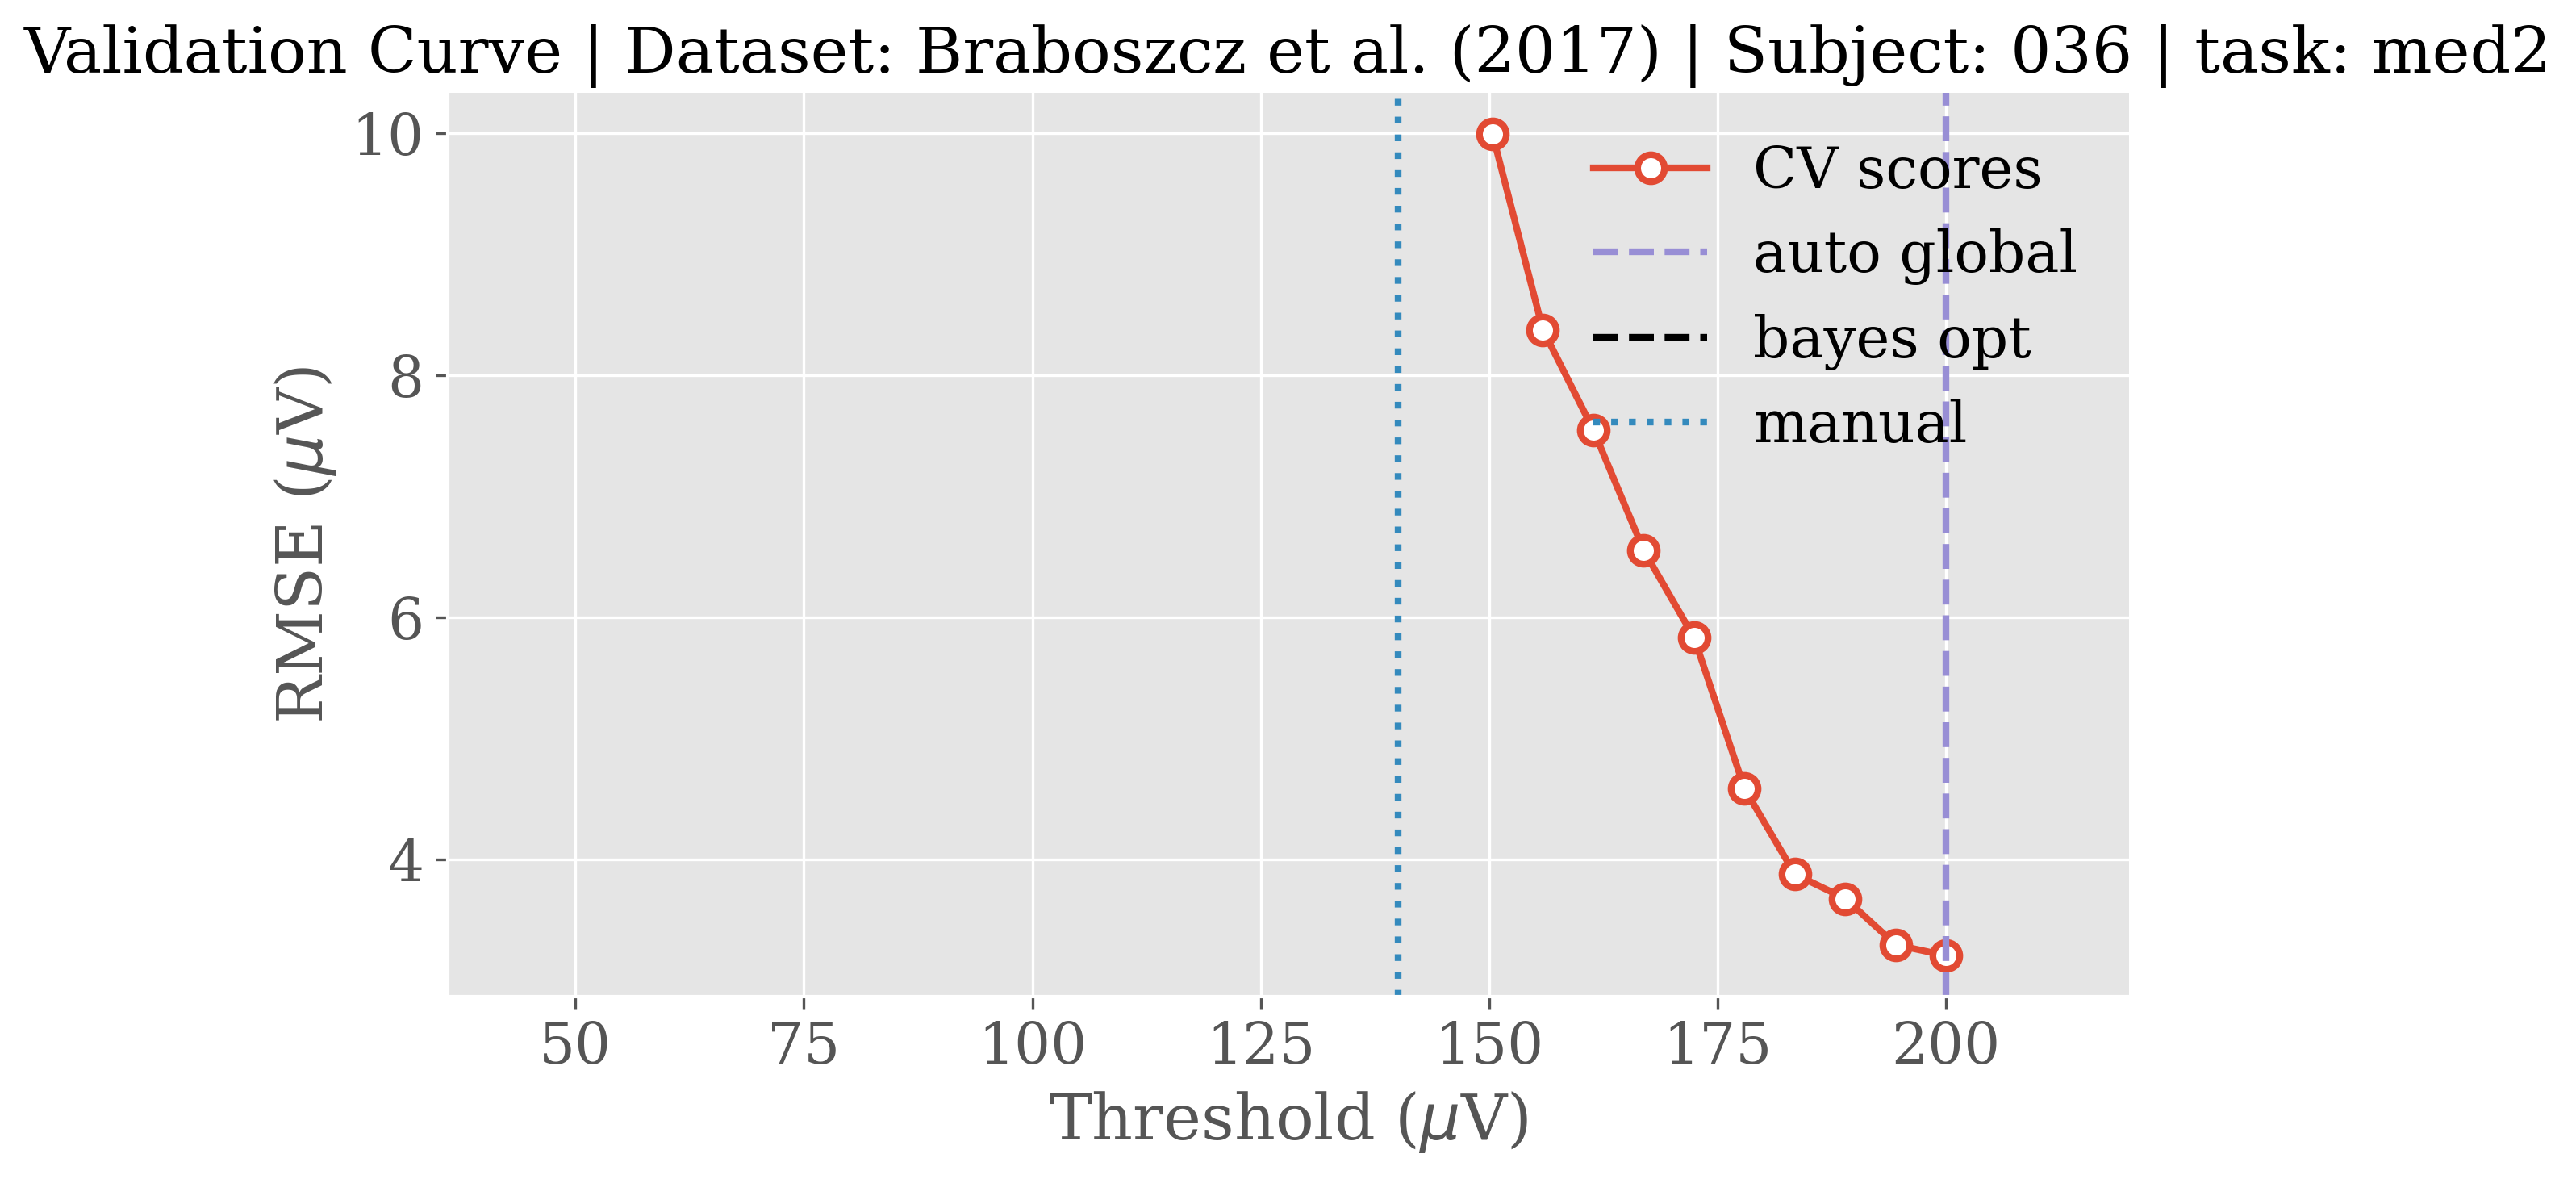 Validation Curve | Dataset: Braboszcz et al. (2017) | Subject: 036 | task: med2
10
8
6
4
RMSE (μV)
CV scores
auto global
bayes opt
manual
50 75 100 125 150 175 200
Threshold (μV)